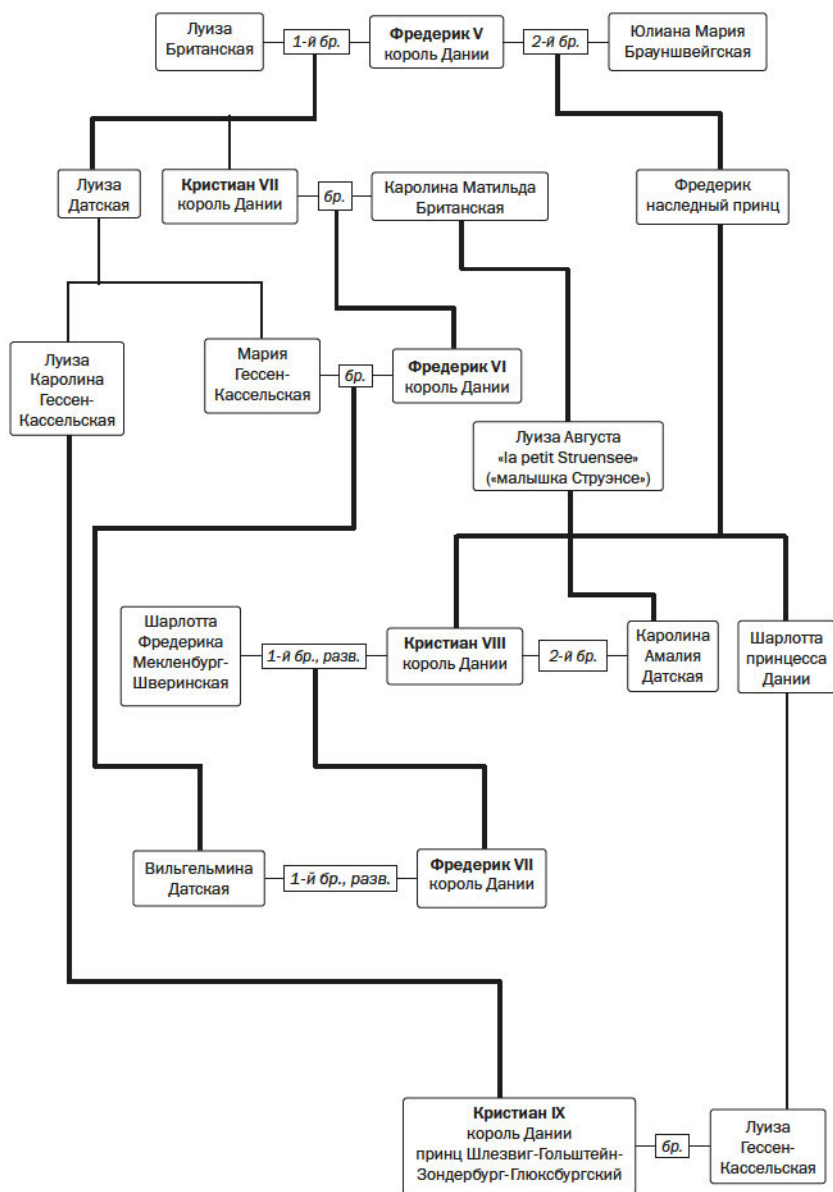 Луиза
Британская
1-й бр.
Фредерик V
король Дании
2-й бр.
Юлиана Мария
Брауншвейгская
Луиза
Датская
Кристиан VII
король Дании
бр.
Каролина Матильда
Британская
Фредерик
наследный принц
Луиза
Каролина
Гессен-
Кассельская
Мария
Гессен-
Кассельская
бр.
Фредерик VI
король Дании
Луиза Августа
«la petit Struensee»
(«малышка Струэнсе»)
Шарлотта
Фредерика
Мекленбург-
Шверинская
1-й бр., разв.
Кристиан VIII
король Дании
2-й бр.
Каролина
Амалия
Датская
Шарлотта
принцесса
Дании
Вильгельмина
Датская
1-й бр., разв.
Фредерик VII
король Дании
Кристиан IX
король Дании
принц Шлезвиг-Гольштейн-
Зондербург-Глюксбургский
бр.
Луиза
Гессен-
Кассельская